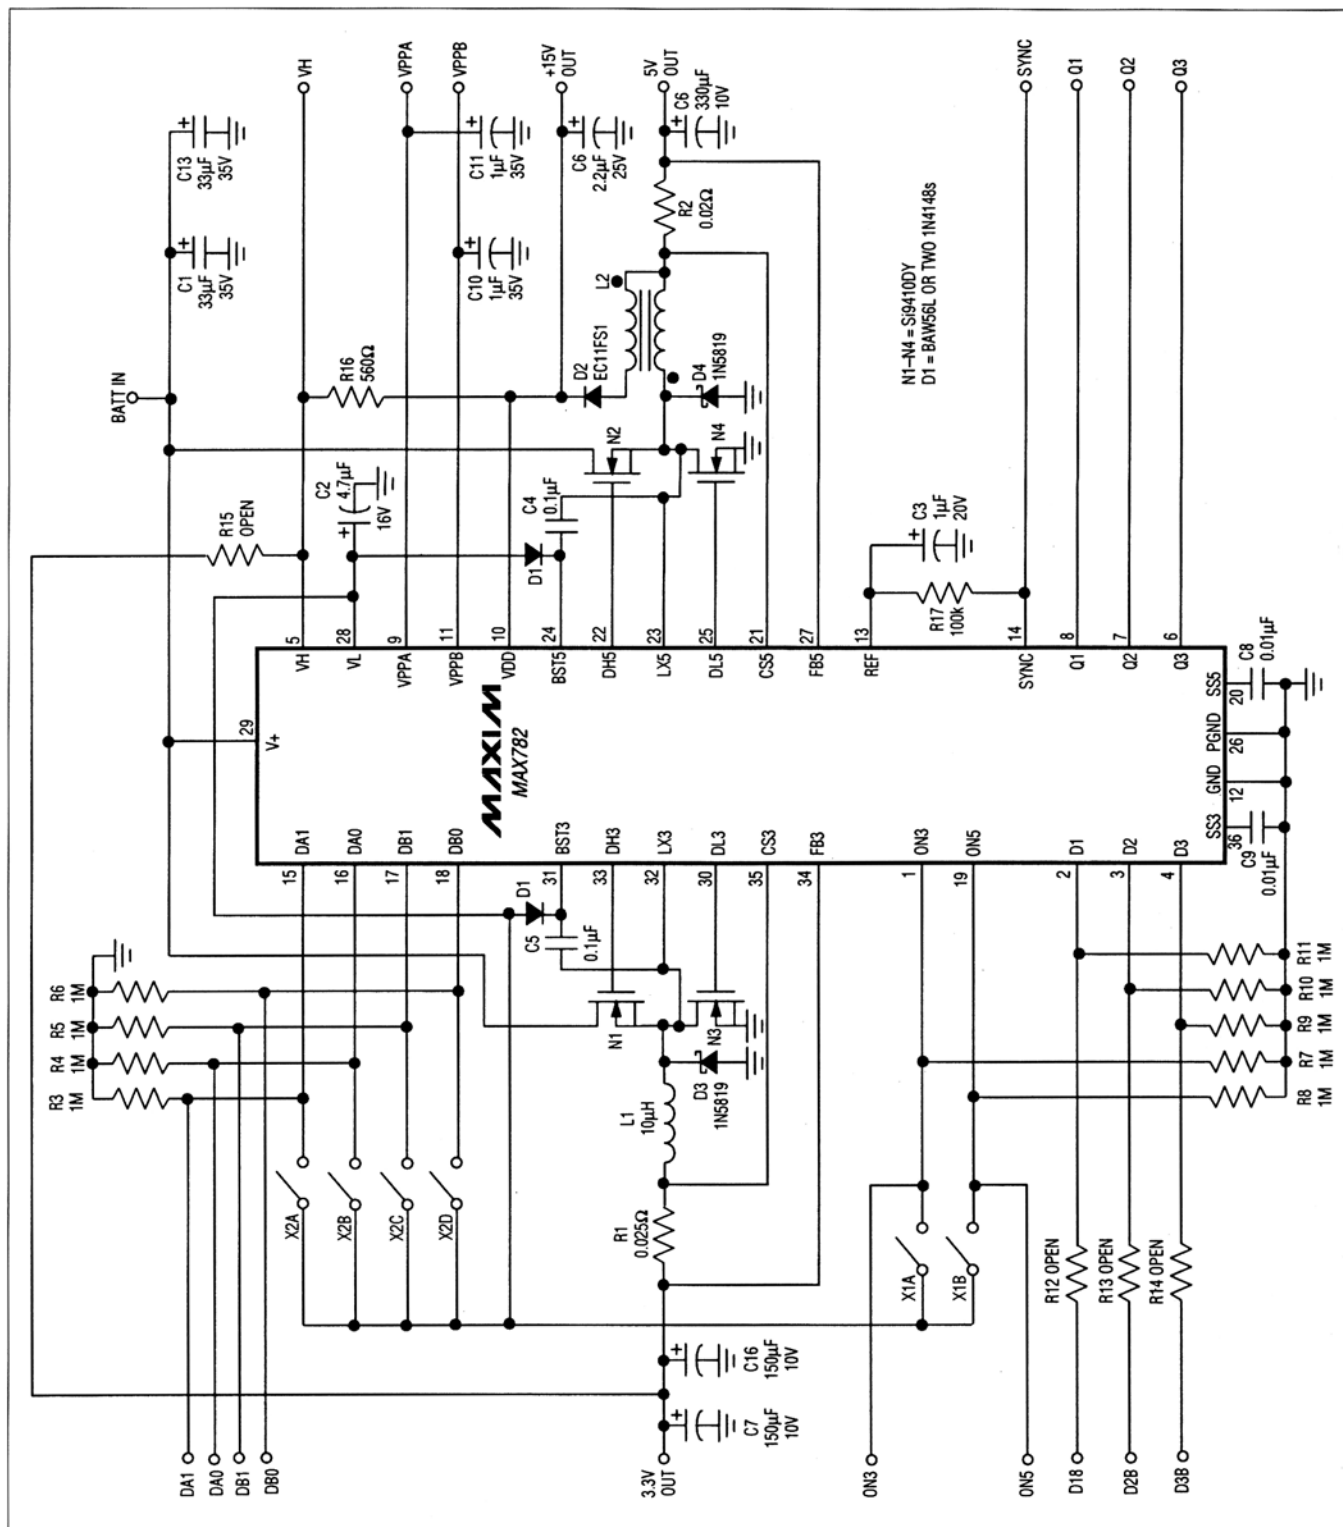 BATT IN
C1
33µF
35V
C13
33µF
35V
VH
VPPA
VPPB
+15V
OUT
5V
OUT
SYNC
Q1
Q2
Q3
R15
OPEN
R16
560Ω
C2
4.7µF
16V
C10
1µF
35V
C11
1µF
35V
C6
2.2µF
25V
C6
330µF
10V
R2
0.02Ω
L2
D2
EC11FS1
D4
1N5819
N2
N4
C4
0.1µF
D1
C3
1µF
20V
R17
100k
N1–N4 = Si9410DY
D1 = BAW56L OR TWO 1N4148s
MAXIM
MAX782
29
V+
5
VH
28
VL
9
VPPA
11
VPPB
10
VDD
24
BST5
22
DH5
23
LX5
25
DL5
21
CS5
27
FB5
13
REF
14
SYNC
8
Q1
7
Q2
6
Q3
15
DA1
16
DA0
17
DB1
18
DB0
31
BST3
33
DH3
32
LX3
30
DL3
35
CS3
34
FB3
1
ON3
19
ON5
2
D1
3
D2
4
D3
SS3
36
GND
12
PGND
26
SS5
20
C9
0.01µF
C8
0.01µF
R3
1M
R4
1M
R5
1M
R6
1M
D1
C5
0.1µF
N1
N3
D3
1N5819
L1
10µH
R1
0.025Ω
X2A
X2B
X2C
X2D
X1A
X1B
C16
150µF
10V
C7
150µF
10V
R11
1M
R10
1M
R9
1M
R7
1M
R8
1M
R12 OPEN
R13 OPEN
R14 OPEN
DA1
DA0
DB1
DB0
3.3V
OUT
ON3
ON5
D1B
D2B
D3B